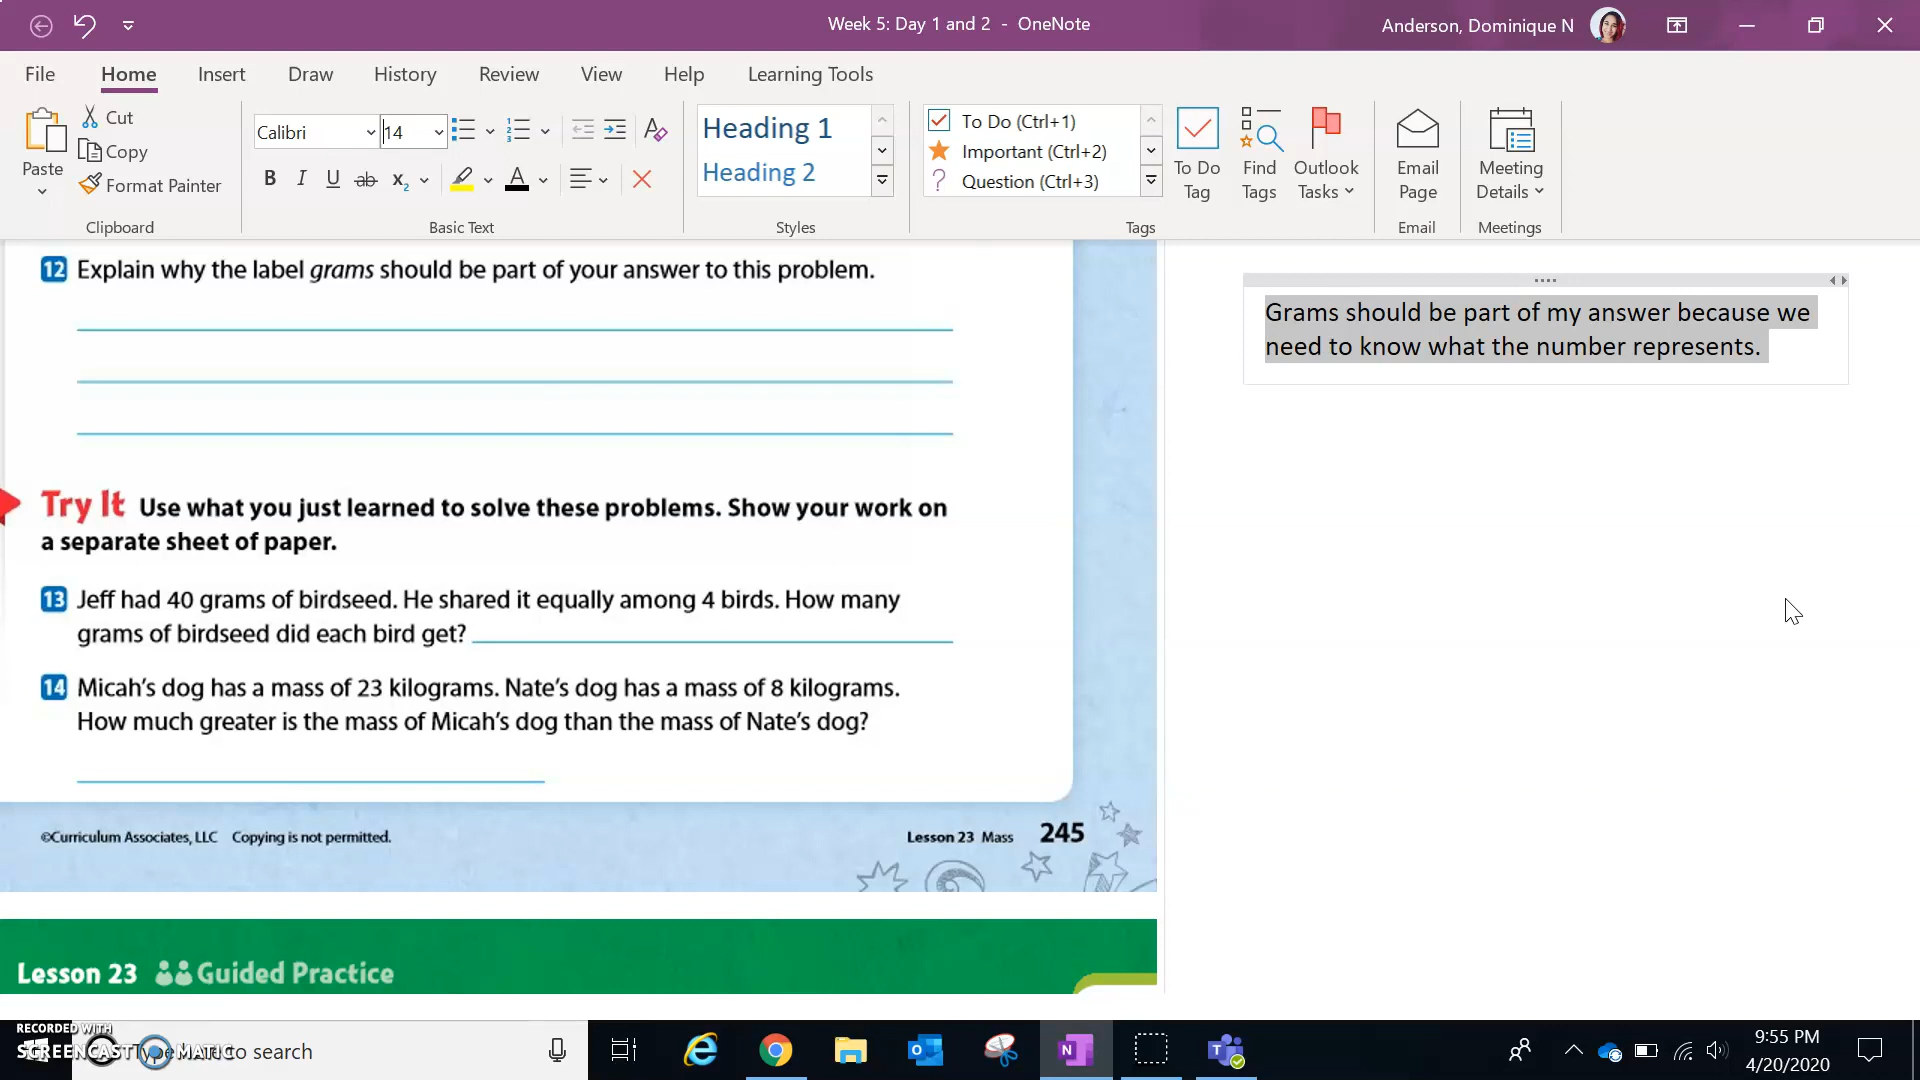 Week 5: Day 1 and 2 - OneNote
Anderson, Dominique N
File Home Insert Draw History Review View Help Learning Tools
Paste
Cut
Copy
Format Painter
Clipboard
Calibri 14
B I U ab X₂ A
Basic Text
Heading 1
Heading 2
Styles
To Do (Ctrl+1)
Important (Ctrl+2)
? Question (Ctrl+3)
To Do Tag
Find Tags
Outlook Tasks
Tags
Email Page
Email
Meeting Details
Meetings
12 Explain why the label grams should be part of your answer to this problem.
Try It Use what you just learned to solve these problems. Show your work on
a separate sheet of paper.
13 Jeff had 40 grams of birdseed. He shared it equally among 4 birds. How many
grams of birdseed did each bird get?
14 Micah's dog has a mass of 23 kilograms. Nate's dog has a mass of 8 kilograms.
How much greater is the mass of Micah's dog than the mass of Nate's dog?
©Curriculum Associates, LLC Copying is not permitted.
Lesson 23 Mass 245
Lesson 23 Guided Practice
Grams should be part of my answer because we
need to know what the number represents.
RECORDED WITH
SCREENCAST MATIC
Type here to search
9:55 PM
4/20/2020